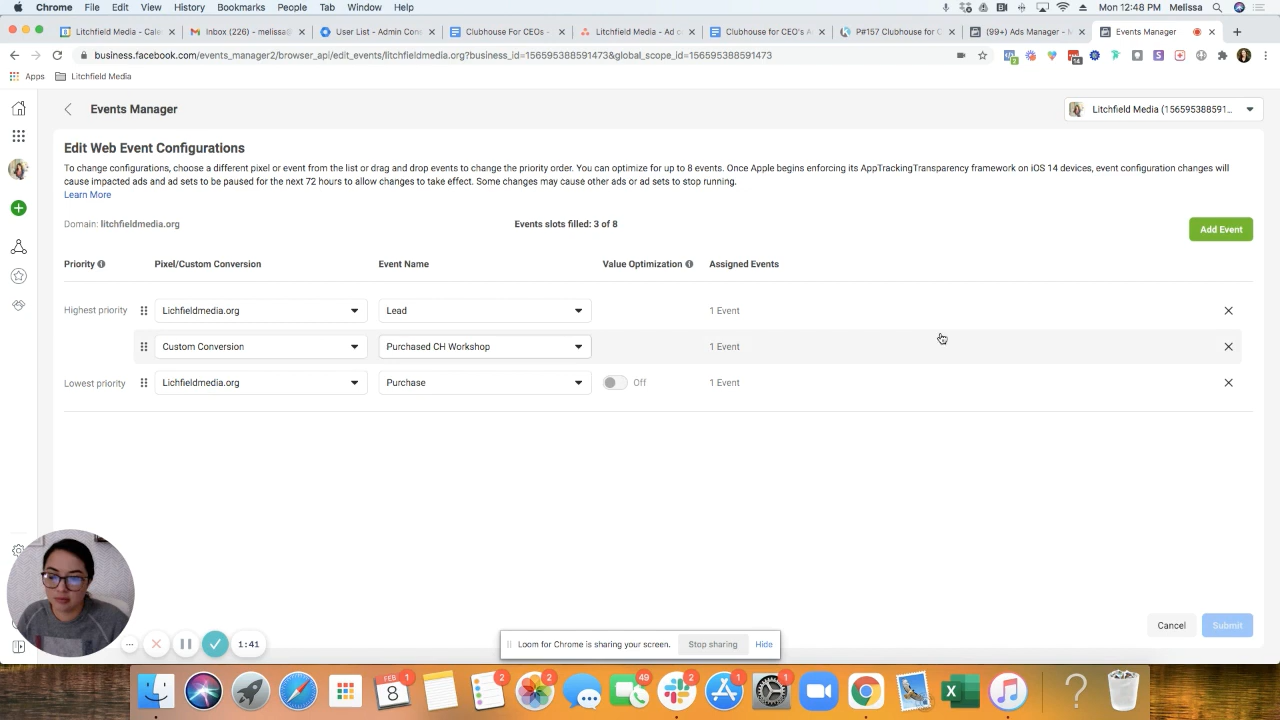 Chrome File Edit View History Bookmarks People Tab Window Help Mon 12:48 PM Melissa
Litchfield Media - Cale Inbox (226) - melissa@ User List - Admin Cons Clubhouse For CEO's - Litchfield Media - Ad c Clubhouse for CEO's A P#157 Clubhouse for C (99+) Ads Manager - M Events Manager
business.facebook.com/events_manager2/browser_api/edit_events/litchfieldmedia.org?business_id=156595388591473&global_scope_id=156595388591473
Apps Litchfield Media
Events Manager
Litchfield Media (156595388591...
Edit Web Event Configurations
To change configurations, choose a different pixel or event from the list or drag and drop events to change the priority order. You can optimize for up to 8 events. Once Apple begins enforcing its AppTrackingTransparency framework on iOS 14 devices, event configuration changes will
cause impacted ads and ad sets to be paused for the next 72 hours to allow changes to take effect. Some changes may cause other ads or ad sets to stop running.
Learn More
Domain: litchfieldmedia.org
Events slots filled: 3 of 8
Add Event
Priority Pixel/Custom Conversion Event Name Value Optimization Assigned Events
Highest priority Lichfieldmedia.org Lead 1 Event
Custom Conversion Purchased CH Workshop 1 Event
Lowest priority Lichfieldmedia.org Purchase Off 1 Event
Cancel Submit
1:41
Loom for Chrome is sharing your screen. Stop sharing Hide
FEB
8
1
2
2
49
2
1
1